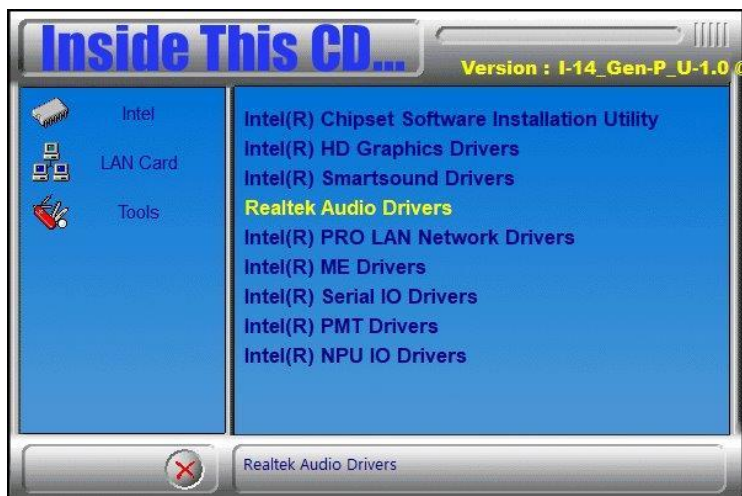 Inside This CD...
Version : I-14_Gen-P_U-1.0
Intel
LAN Card
Tools
Intel(R) Chipset Software Installation Utility
Intel(R) HD Graphics Drivers
Intel(R) Smartsound Drivers
Realtek Audio Drivers
Intel(R) PRO LAN Network Drivers
Intel(R) ME Drivers
Intel(R) Serial IO Drivers
Intel(R) PMT Drivers
Intel(R) NPU IO Drivers
Realtek Audio Drivers